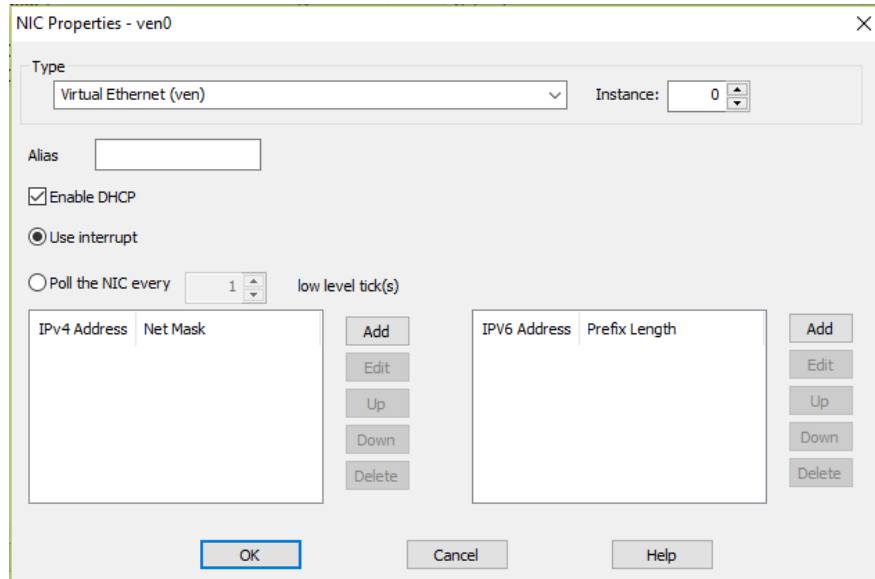 NIC Properties - ven0
Type
Virtual Ethernet (ven)
Instance: 0
Alias
Enable DHCP
Use interrupt
Poll the NIC every 1 low level tick(s)
IPv4 Address Net Mask
Add
Edit
Up
Down
Delete
IPV6 Address Prefix Length
Add
Edit
Up
Down
Delete
OK Cancel Help